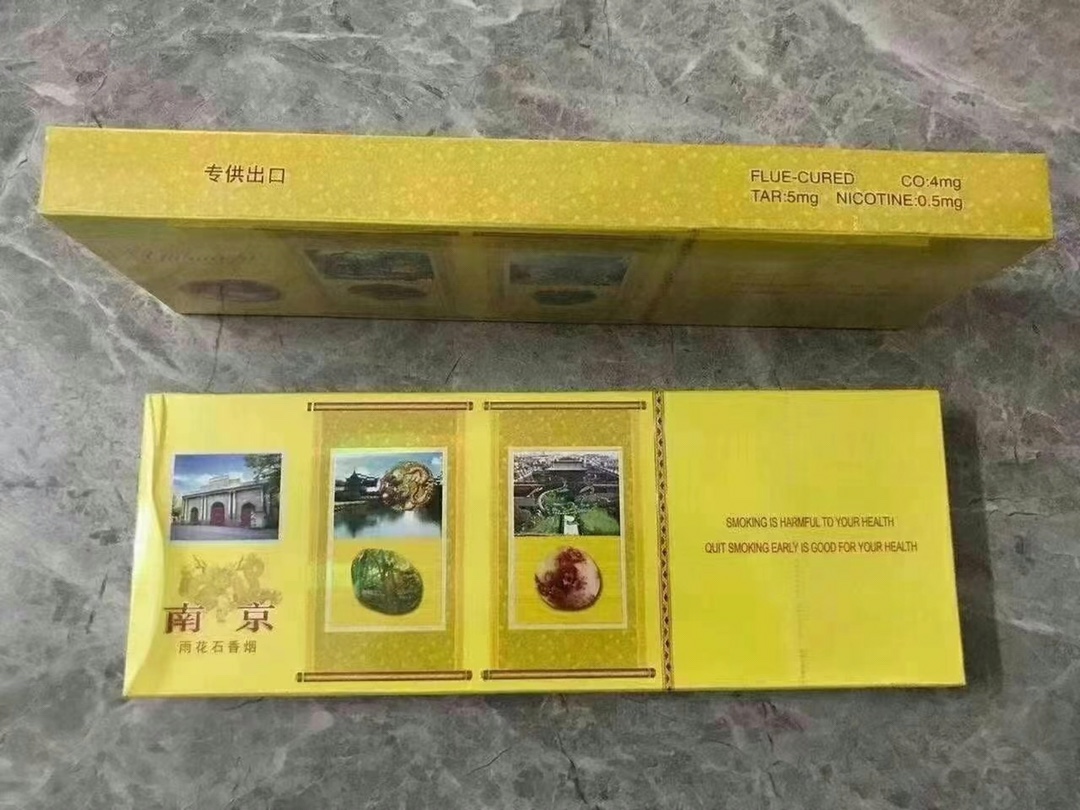 专供出口
FLUE-CURED CO:4mg
TAR:5mg NICOTINE:0.5mg
南京
雨花石香烟
SMOKING IS HARMFUL TO YOUR HEALTH
QUIT SMOKING EARLY IS GOOD FOR YOUR HEALTH